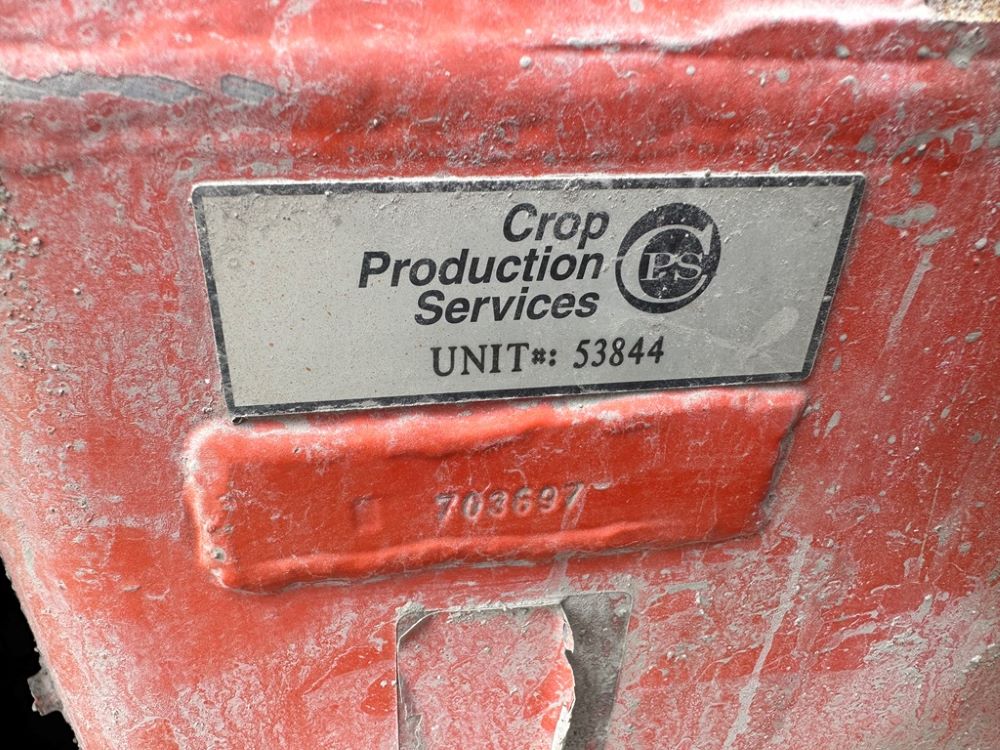 Crop
Production
Services
CPS
UNIT#: 53844
703697